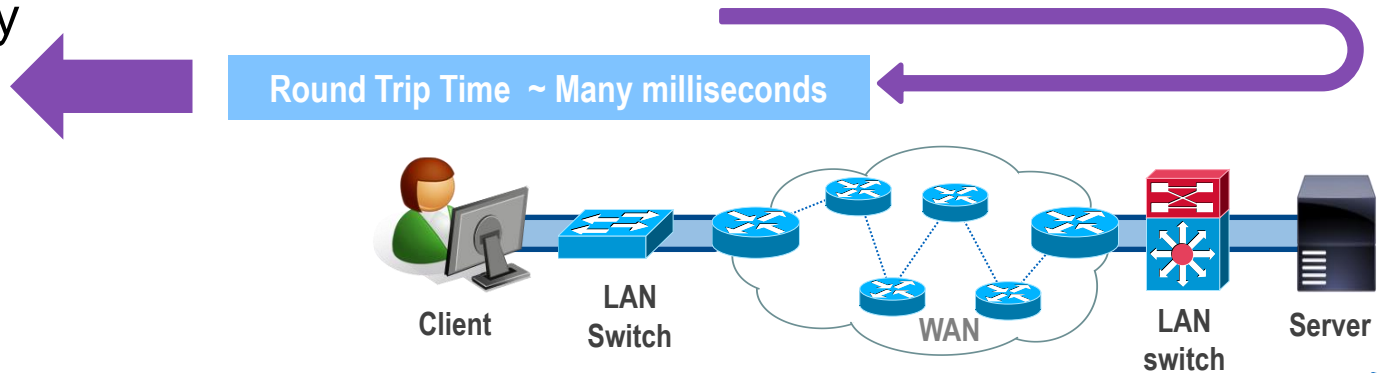 y
Round Trip Time ~ Many milliseconds
Client
LAN
Switch
WAN
LAN
switch
Server